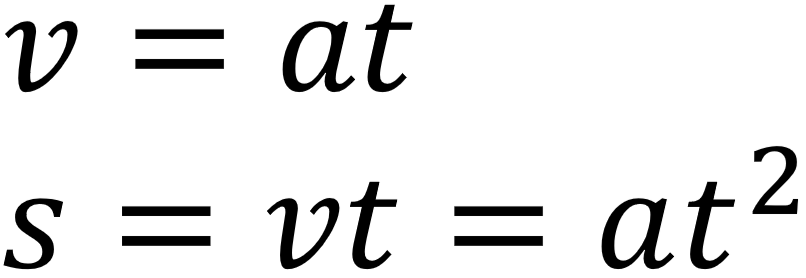 v = at
s = vt = at²